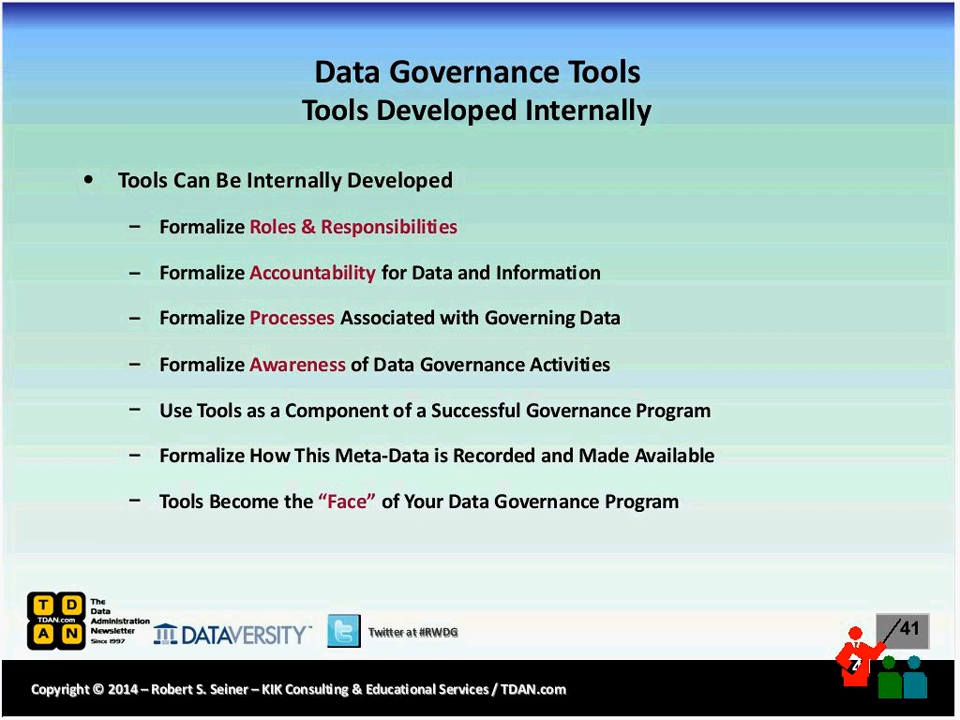 Data Governance Tools
Tools Developed Internally
• Tools Can Be Internally Developed
– Formalize Roles & Responsibilities
– Formalize Accountability for Data and Information
– Formalize Processes Associated with Governing Data
– Formalize Awareness of Data Governance Activities
– Use Tools as a Component of a Successful Governance Program
– Formalize How This Meta-Data is Recorded and Made Available
– Tools Become the “Face” of Your Data Governance Program
T D
TDAN.com
A N
The
Data
Administration
Newsletter
Since 1997
DATAVERSITY™
Twitter at #RWDG
/41
Copyright © 2014 – Robert S. Seiner – KIK Consulting & Educational Services / TDAN.com